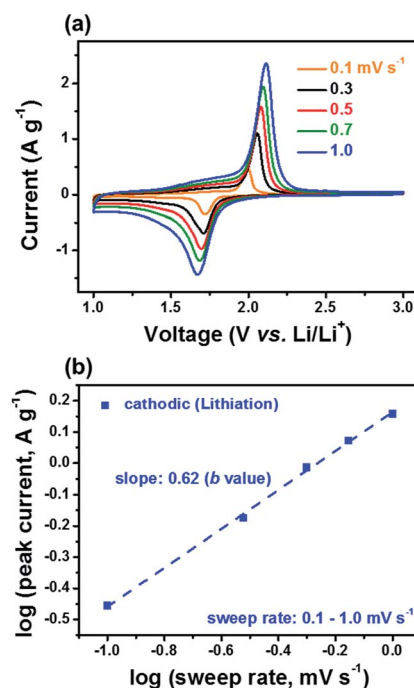 (a)
2
1
0
-1
Current (A g⁻¹)
0.1 mV s⁻¹
0.3
0.5
0.7
1.0
1.0 1.5 2.0 2.5 3.0
Voltage (V vs. Li/Li⁺)
(b)
0.2
0.1
0.0
-0.1
-0.2
-0.3
-0.4
-0.5
log (peak current, A g⁻¹)
cathodic (Lithiation)
slope: 0.62 (b value)
sweep rate: 0.1 - 1.0 mV s⁻¹
-1.0 -0.8 -0.6 -0.4 -0.2 0.0
log (sweep rate, mV s⁻¹)